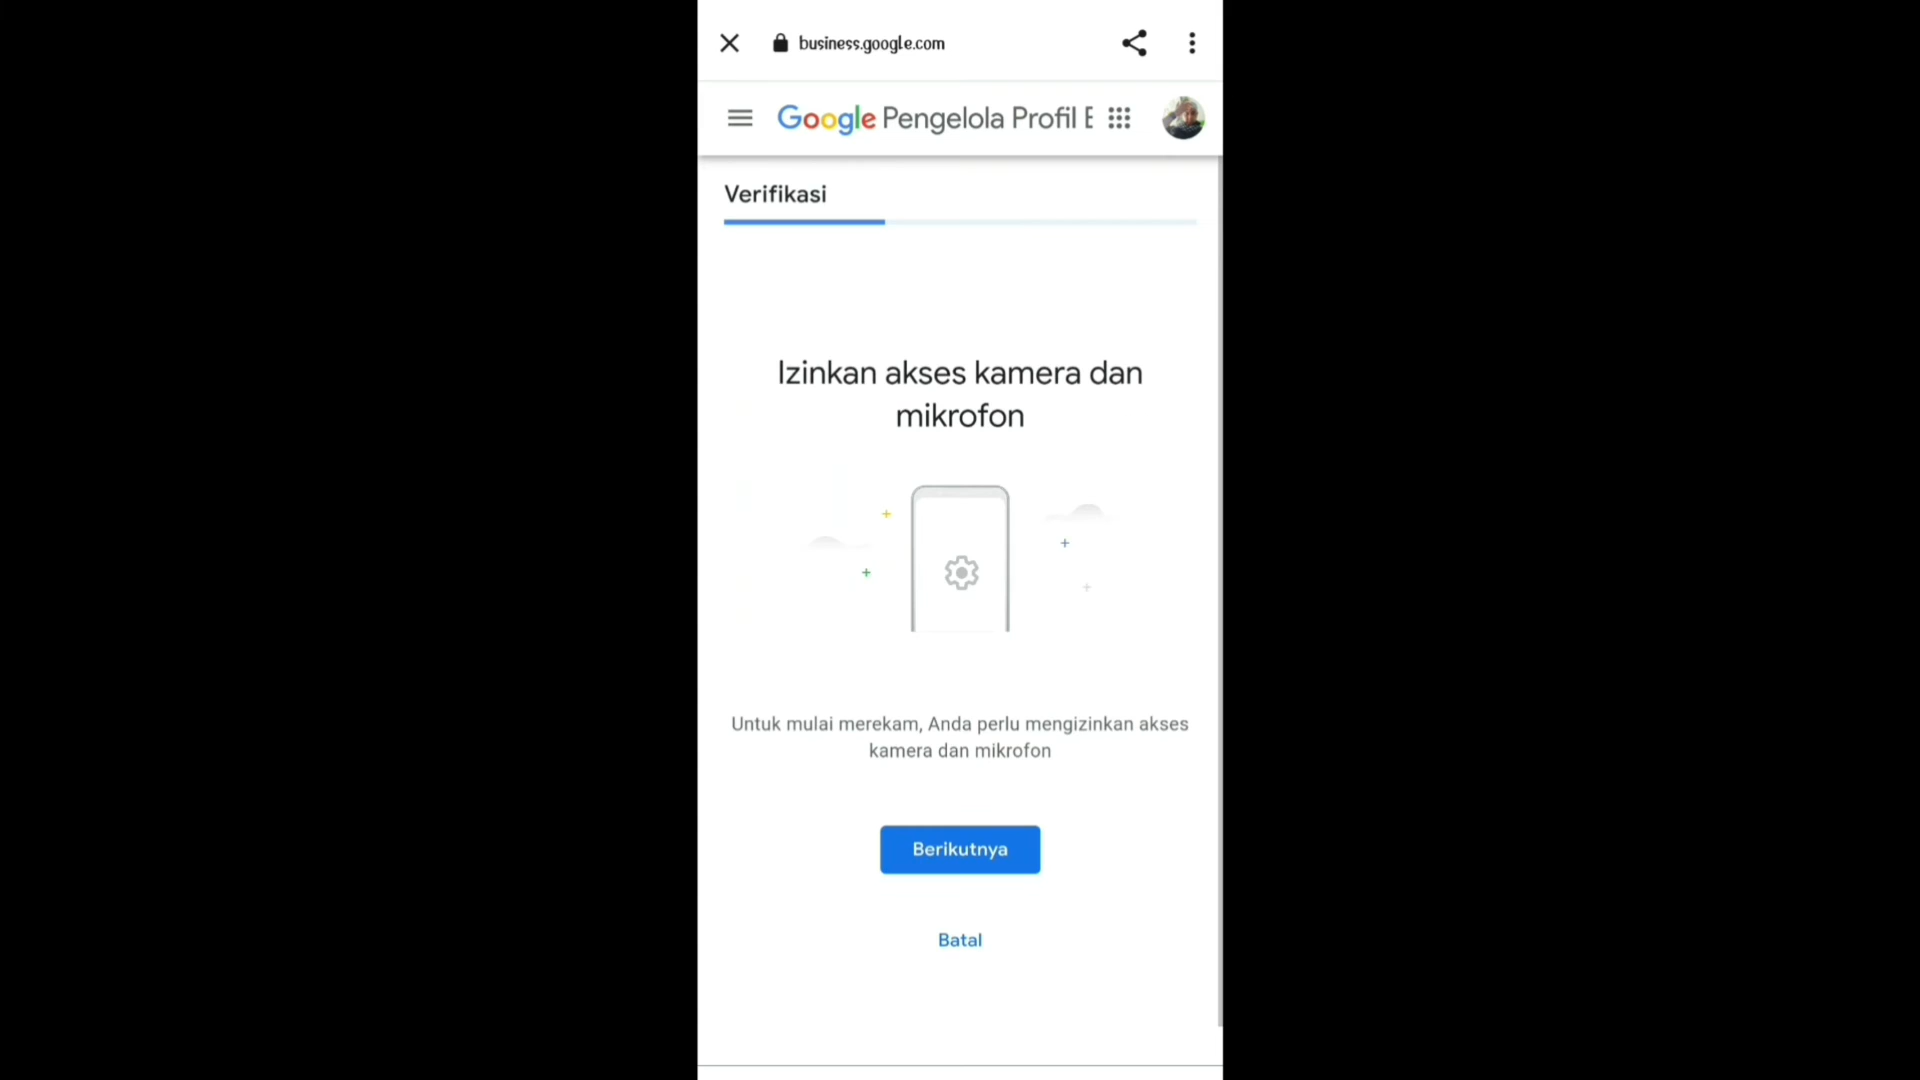 business.google.com
Google Pengelola Profil
Verifikasi
Izinkan akses kamera dan
mikrofon
Untuk mulai merekam, Anda perlu mengizinkan akses
kamera dan mikrofon
Berikutnya
Batal